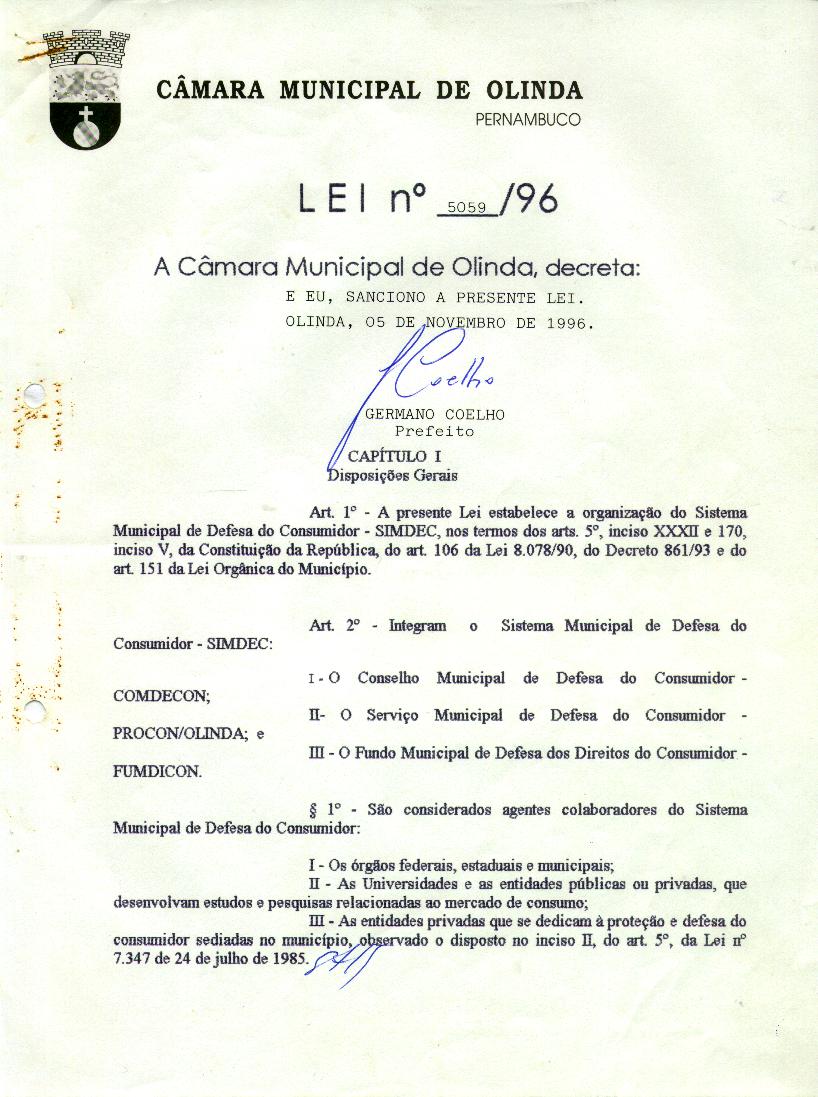 CÂMARA MUNICIPAL DE OLINDA
PERNAMBUCO
LEI nº 5059/96
A Câmara Municipal de Olinda, decreta:
E EU, SANCIONO A PRESENTE LEI.
OLINDA, 05 DE NOVEMBRO DE 1996.
Coelho
GERMANO COELHO
Prefeito
CAPÍTULO I
Disposições Gerais
Art. 1º - A presente Lei estabelece a organização do Sistema
Municipal de Defesa do Consumidor - SIMDEC, nos termos dos arts. 5º, inciso XXXII e 170,
inciso V, da Constituição da República, do art. 106 da Lei 8.078/90, do Decreto 861/93 e do
art. 151 da Lei Orgânica do Município.
Art. 2º - Integram o Sistema Municipal de Defesa do
Consumidor - SIMDEC:
I - O Conselho Municipal de Defesa do Consumidor -
COMDECON;
II- O Serviço Municipal de Defesa do Consumidor -
PROCON/OLINDA; e
III - O Fundo Municipal de Defesa dos Direitos do Consumidor -
FUMDICON.
§ 1º - São considerados agentes colaboradores do Sistema
Municipal de Defesa do Consumidor:
I - Os órgãos federais, estaduais e municipais;
II - As Universidades e as entidades públicas ou privadas, que
desenvolvam estudos e pesquisas relacionadas ao mercado de consumo;
III - As entidades privadas que se dedicam à proteção e defesa do
consumidor sediadas no município, observado o disposto no inciso II, do art. 5º, da Lei nº
7.347 de 24 de julho de 1985.